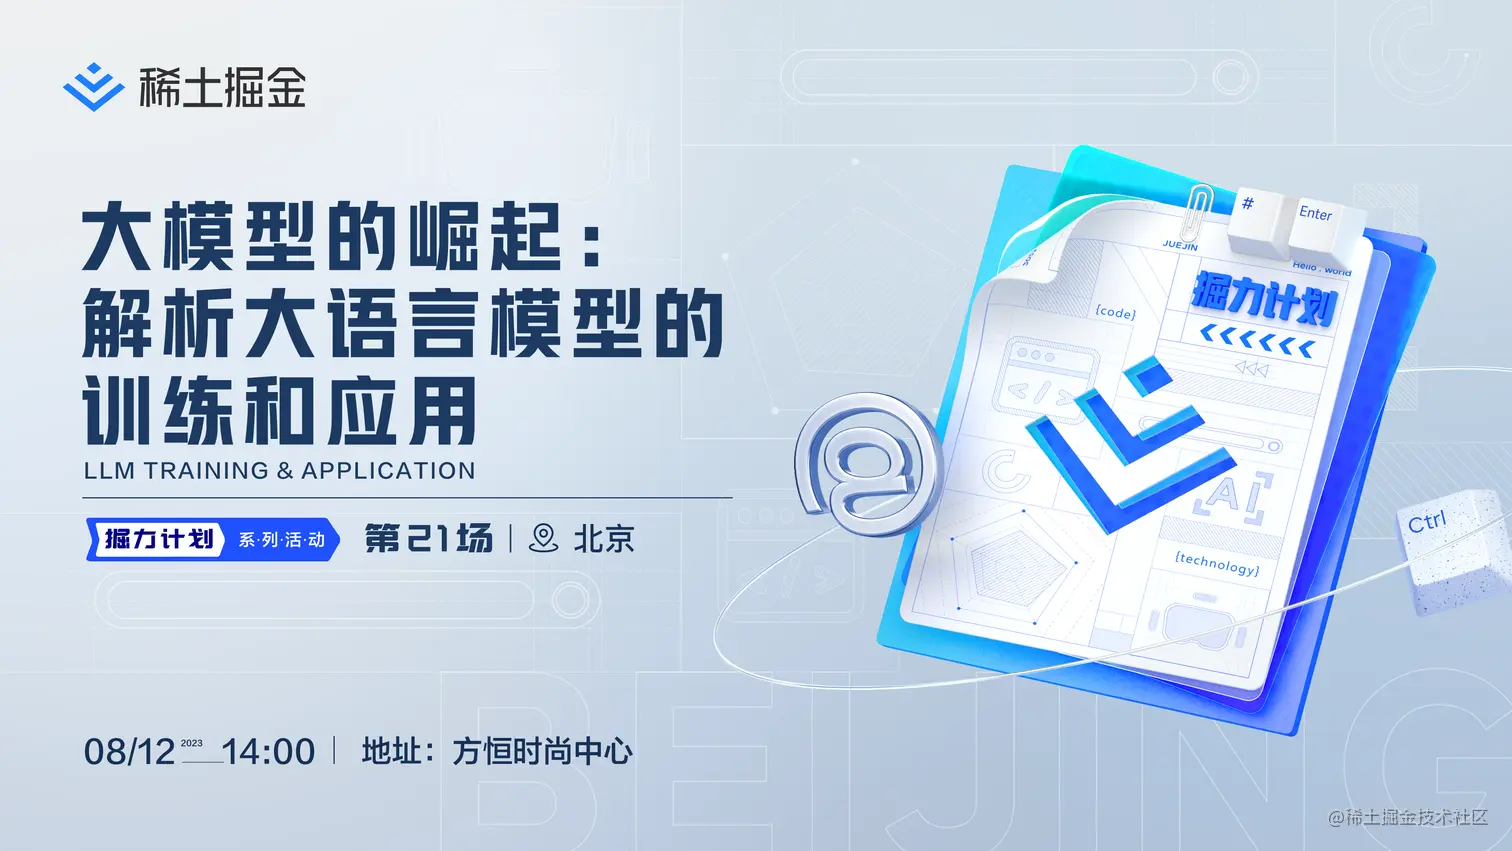 稀土掘金
大模型的崛起：
解析大语言模型的
训练和应用
LLM TRAINING & APPLICATION
掘力计划 系·列·活·动 第21场 北京
08/12 2023 14:00 地址：方恒时尚中心
# Enter
JUEJIN
Hello . world
掘力计划
{code}
</>
AI
{technology}
@
Ctrl
BEIJING
@稀土掘金技术社区